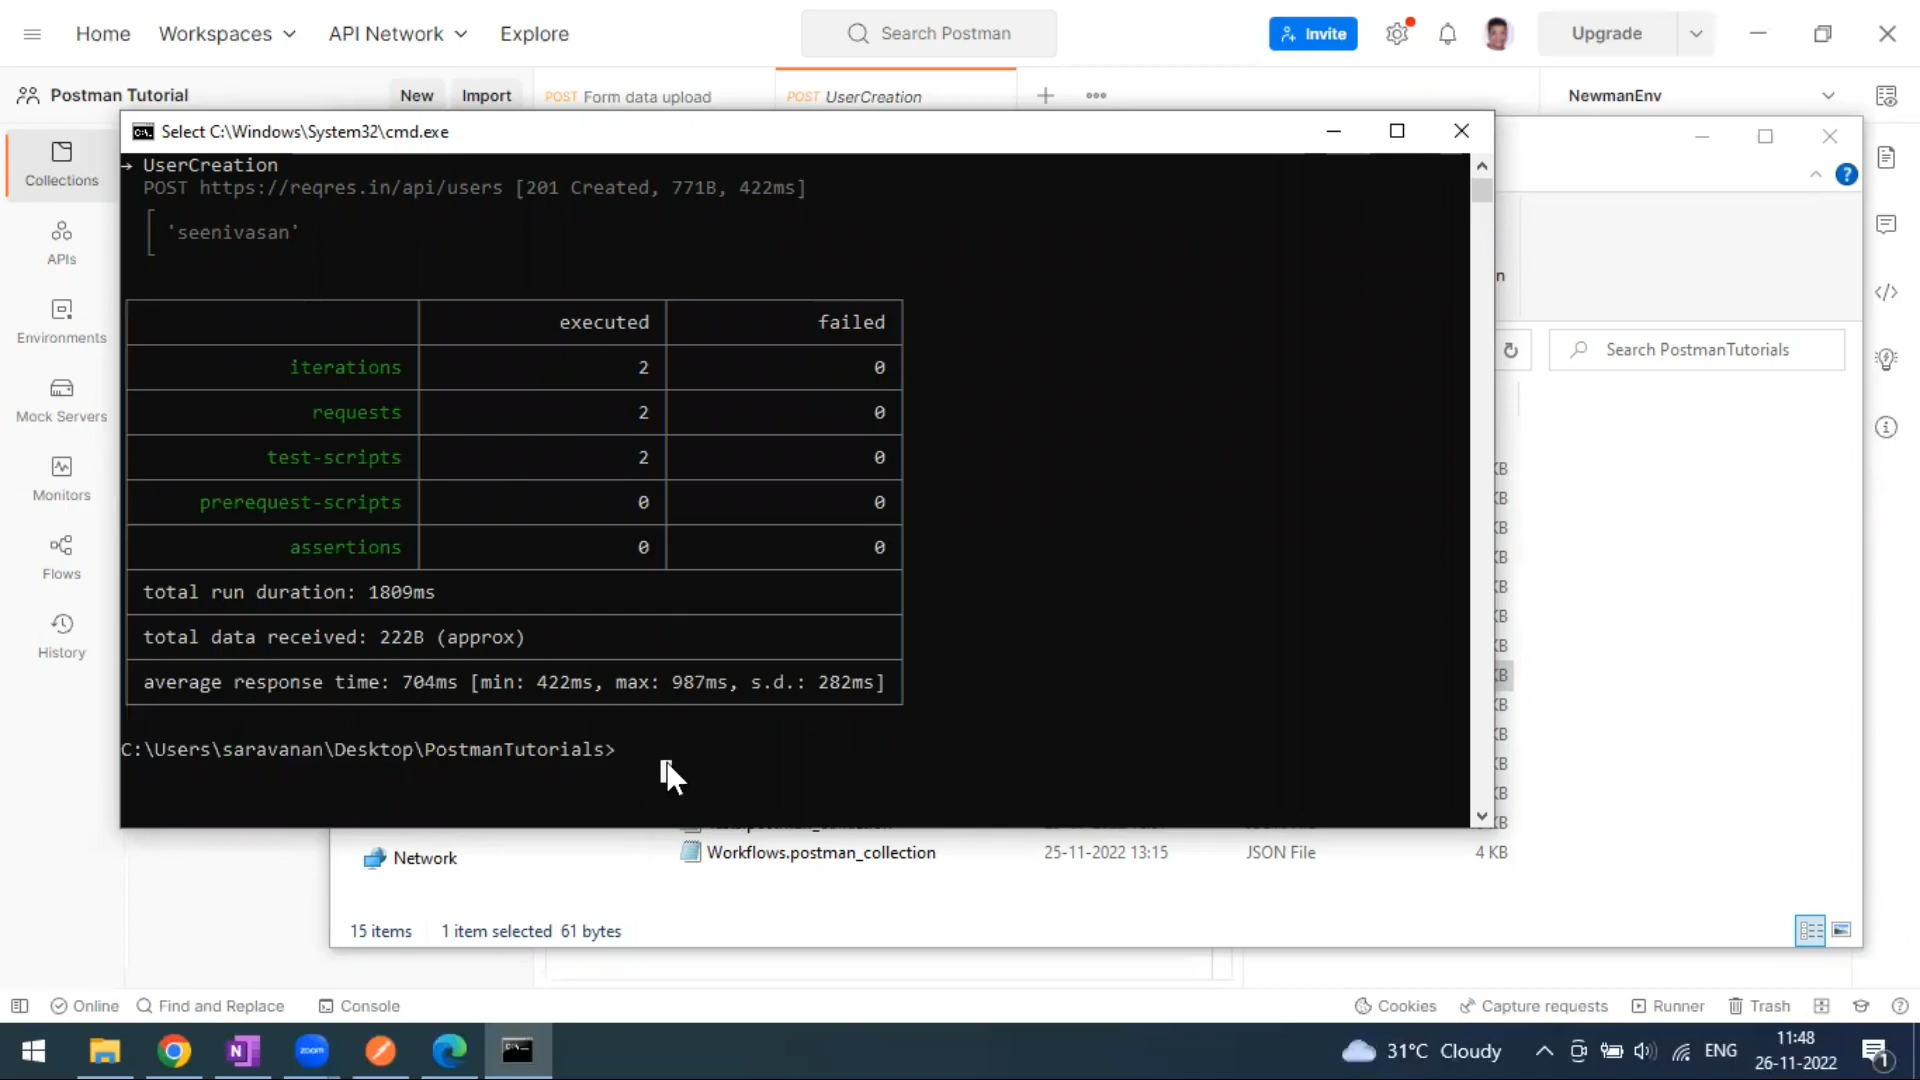 Home Workspaces API Network Explore Search Postman Invite Upgrade
Postman Tutorial New Import POST Form data upload POST UserCreation NewmanEnv
Select C:\Windows\System32\cmd.exe
→ UserCreation
POST https://reqres.in/api/users [201 Created, 771B, 422ms]
'seenivasan'
executed failed
iterations 2 0
requests 2 0
test-scripts 2 0
prerequest-scripts 0 0
assertions 0 0
total run duration: 1809ms
total data received: 222B (approx)
average response time: 704ms [min: 422ms, max: 987ms, s.d.: 282ms]
C:\Users\saravanan\Desktop\PostmanTutorials>
Collections
APIs
Environments
Mock Servers
Monitors
Flows
History
Search PostmanTutorials
Network Workflows.postman_collection 25-11-2022 13:15 JSON File 4 KB
15 items 1 item selected 61 bytes
Online Find and Replace Console Cookies Capture requests Runner Trash
zoom
31°C Cloudy ENG 11:48
26-11-2022
1